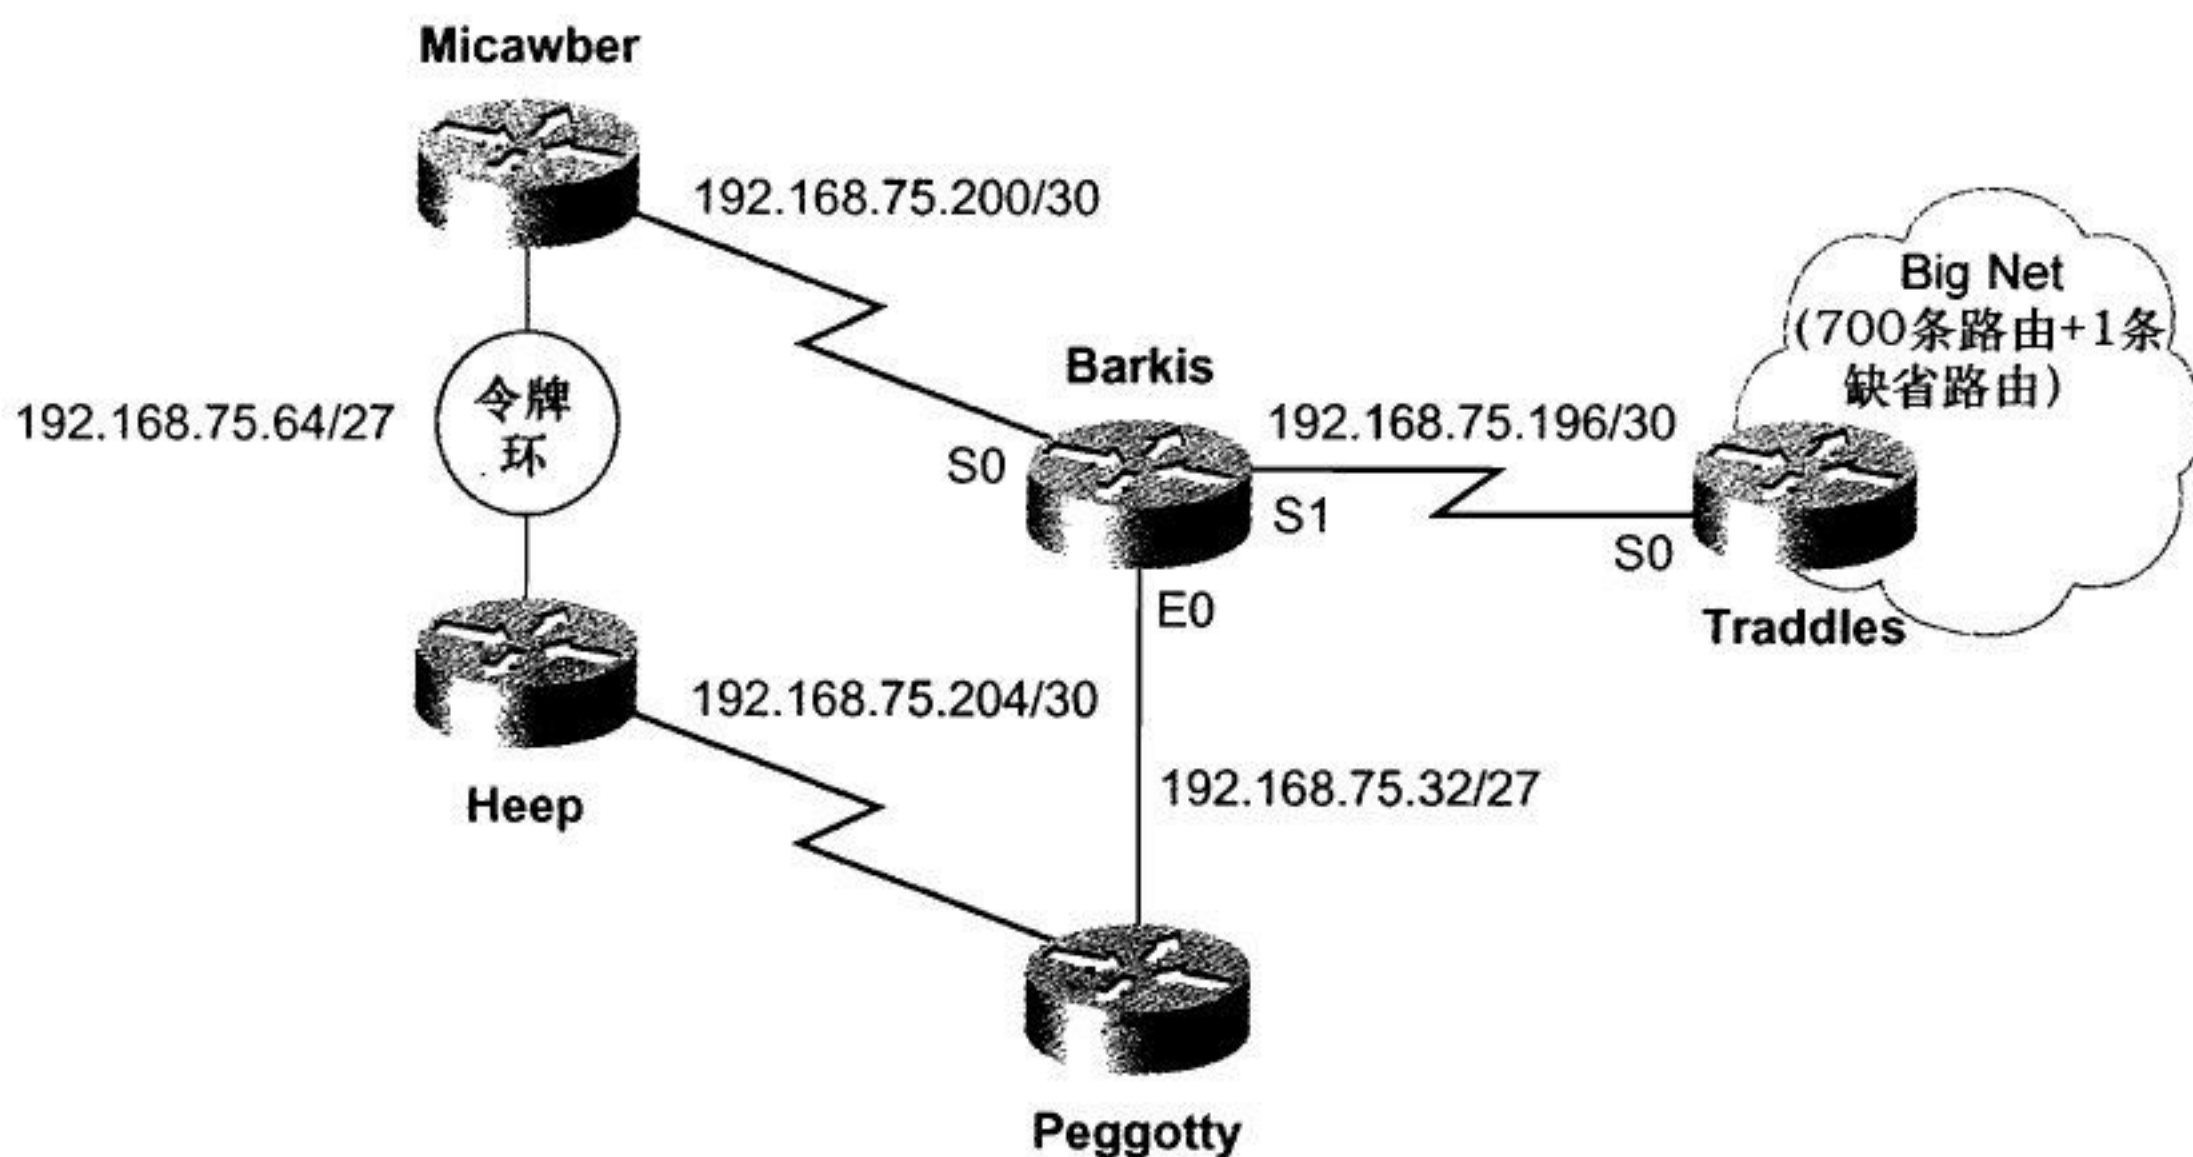 Micawber
192.168.75.200/30
Big Net
(700条路由+1条
缺省路由)
Barkis
192.168.75.64/27
令牌
环
192.168.75.196/30
S0
S1
S0
E0
Traddles
192.168.75.204/30
Heep
192.168.75.32/27
Peggotty